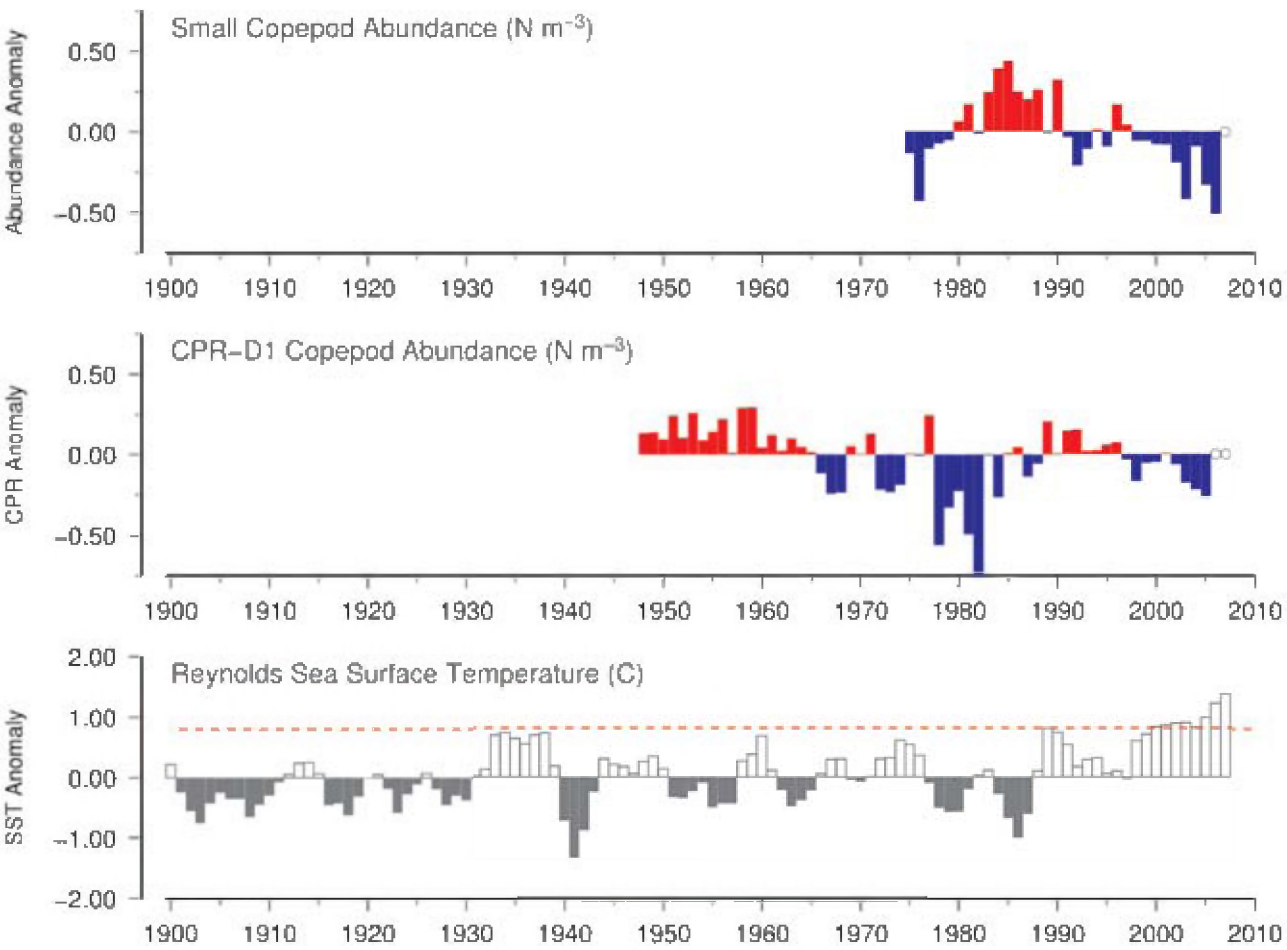 Small Copepod Abundance (N m⁻³)
Abundance Anomaly
0.50
0.00
−0.50
1900 1910 1920 1930 1940 1950 1960 1970 1980 1990 2000 2010
CPR−D1 Copepod Abundance (N m⁻³)
CPR Anomaly
0.50
0.00
−0.50
1900 1910 1920 1930 1940 1950 1960 1970 1980 1990 2000 2010
Reynolds Sea Surface Temperature (C)
SST Anomaly
2.00
1.00
0.00
−1.00
−2.00
1900 1910 1920 1930 1940 1950 1960 1970 1980 1990 2000 2010